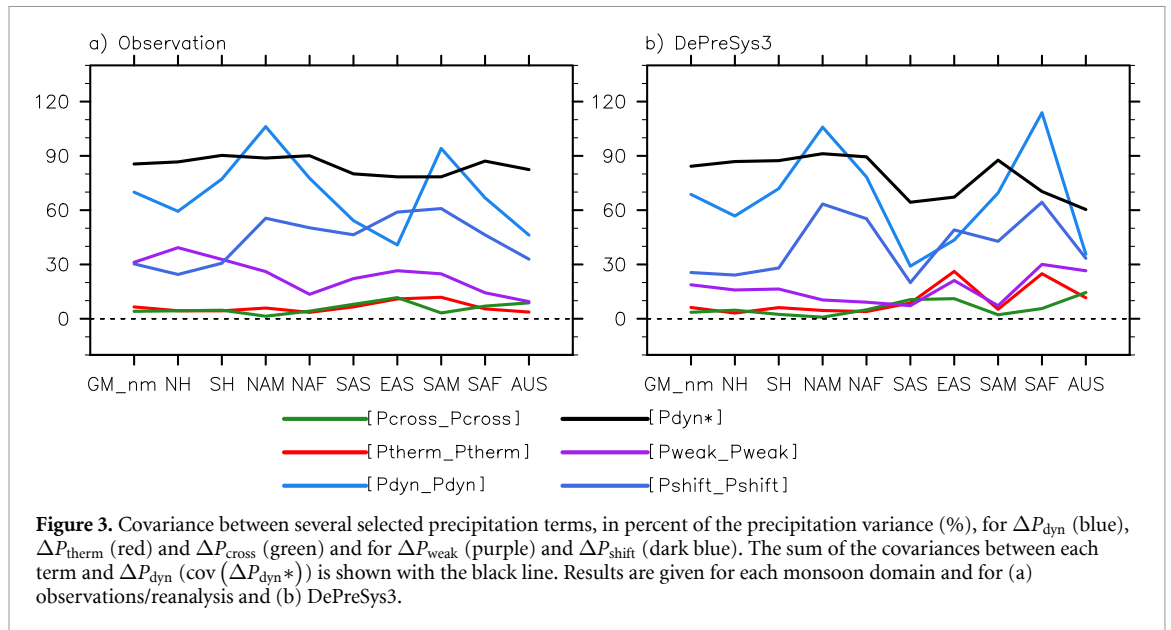 a) Observation
b) DePreSys3
120
90
60
30
0
GM_nm NH SH NAM NAF SAS EAS SAM SAF AUS
120
90
60
30
0
GM_nm NH SH NAM NAF SAS EAS SAM SAF AUS
[Pcross_Pcross]
[Pdyn*]
[Ptherm_Ptherm]
[Pweak_Pweak]
[Pdyn_Pdyn]
[Pshift_Pshift]
Figure 3. Covariance between several selected precipitation terms, in percent of the precipitation variance (%), for ΔPdyn (blue),
ΔPtherm (red) and ΔPcross (green) and for ΔPweak (purple) and ΔPshift (dark blue). The sum of the covariances between each
term and ΔPdyn (cov (ΔPdyn*)) is shown with the black line. Results are given for each monsoon domain and for (a)
observations/reanalysis and (b) DePreSys3.